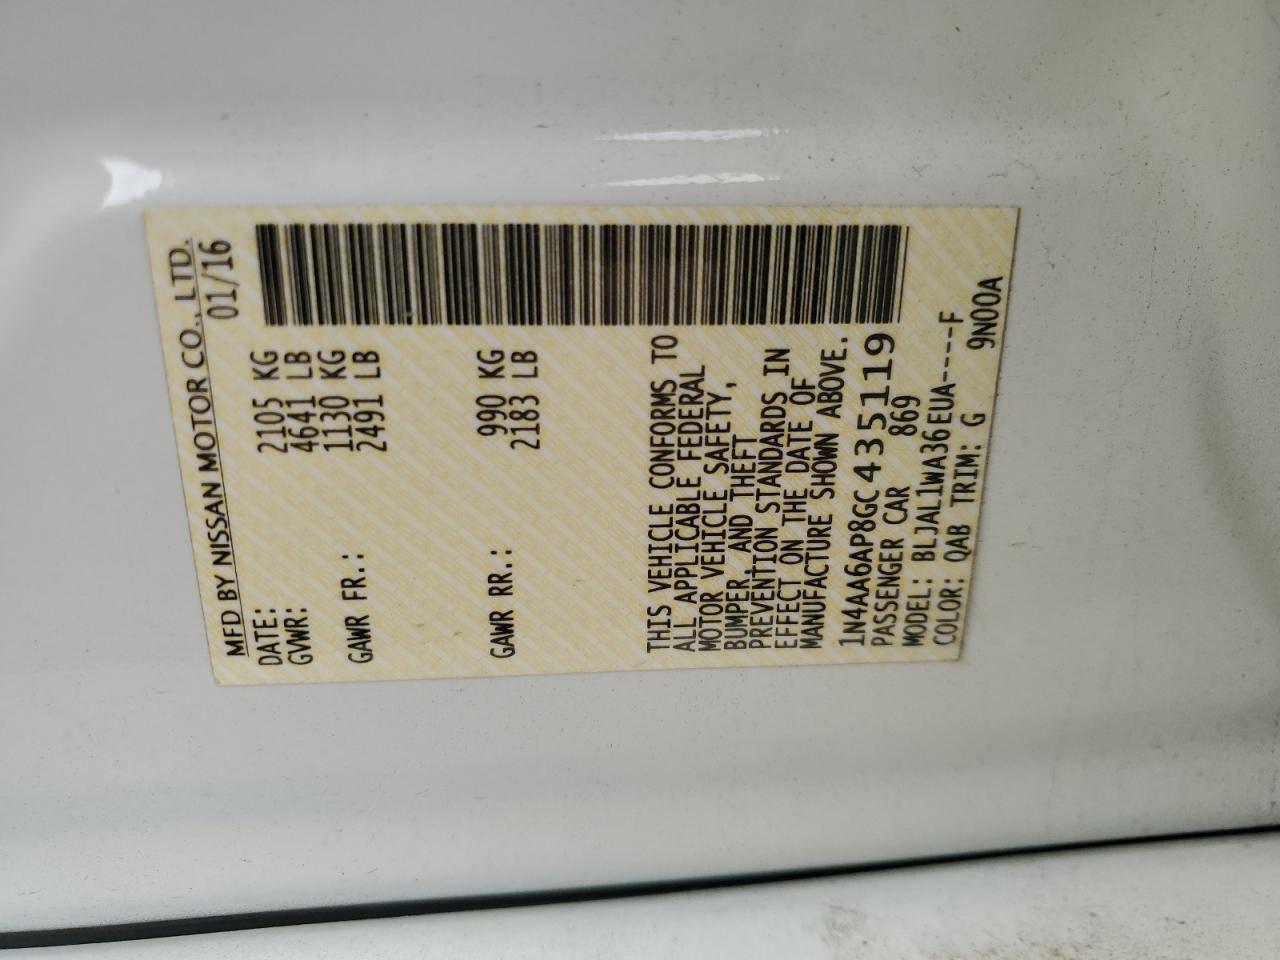 MFD BY NISSAN MOTOR CO., LTD.
DATE: 01/16
GVWR: 2105 KG
4641 LB
GAWR FR.: 1130 KG
2491 LB
GAWR RR.: 990 KG
2183 LB
THIS VEHICLE CONFORMS TO
ALL APPLICABLE FEDERAL
MOTOR VEHICLE SAFETY,
BUMPER, AND THEFT
PREVENTION STANDARDS IN
EFFECT ON THE DATE OF
MANUFACTURE SHOWN ABOVE.
1N4AA6AP8GC435119
PASSENGER CAR 869
MODEL: BLJAL1WA36EUA----F
COLOR: QAB TRIM: G 9N00A